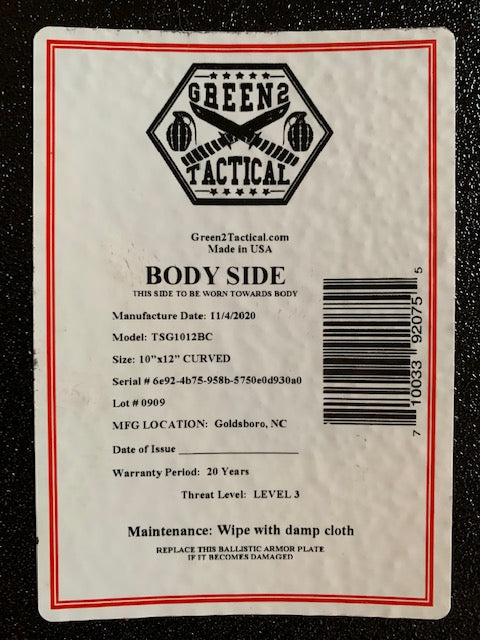 GREEN2
TACTICAL
Green2Tactical.com
Made in USA
BODY SIDE
THIS SIDE TO BE WORN TOWARDS BODY
Manufacture Date: 11/4/2020
Model: TSG1012BC
Size: 10"x12" CURVED
Serial # 6e92-4b75-958b-5750e0d930a0
Lot # 0909
MFG LOCATION: Goldsboro, NC
Date of Issue
Warranty Period: 20 Years
Threat Level: LEVEL 3
Maintenance: Wipe with damp cloth
REPLACE THIS BALLISTIC ARMOR PLATE
IF IT BECOMES DAMAGED
7 10033 92075 5